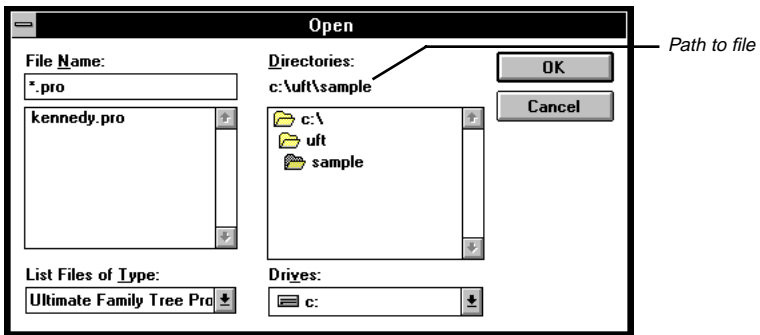 Open
File Name:
*.pro
kennedy.pro
List Files of Type:
Ultimate Family Tree Pro
Directories:
c:\uft\sample
c:\
uft
sample
Drives:
c:
OK
Cancel
Path to file